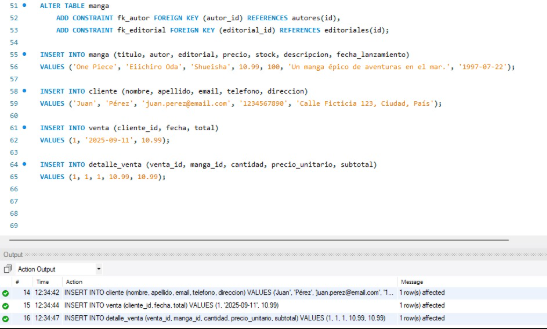 51 ALTER TABLE manga
52 ADD CONSTRAINT fk_autor FOREIGN KEY (autor_id) REFERENCES autores(id),
53 ADD CONSTRAINT fk_editorial FOREIGN KEY (editorial_id) REFERENCES editoriales(id);
54
55 INSERT INTO manga (titulo, autor, editorial, precio, stock, descripcion, fecha_lanzamiento)
56 VALUES ('One Piece', 'Eiichiro Oda', 'Shueisha', 10.99, 100, 'Un manga épico de aventuras en el mar.', '1997-07-22');
57
58 INSERT INTO cliente (nombre, apellido, email, telefono, direccion)
59 VALUES ('Juan', 'Pérez', 'juan.perez@email.com', '1234567890', 'Calle Ficticia 123, Ciudad, País');
60
61 INSERT INTO venta (cliente_id, fecha, total)
62 VALUES (1, '2025-09-11', 10.99);
63
64 INSERT INTO detalle_venta (venta_id, manga_id, cantidad, precio_unitario, subtotal)
65 VALUES (1, 1, 1, 10.99, 10.99);
66
67
68
69
Output
Action Output
# Time Action Message
14 12:34:42 INSERT INTO cliente (nombre, apellido, email, telefono, direccion) VALUES ('Juan', 'Pérez', 'juan.perez@email.com', '1... 1 row(s) affected
15 12:34:44 INSERT INTO venta (cliente_id, fecha, total) VALUES (1, '2025-09-11', 10.99) 1 row(s) affected
16 12:34:47 INSERT INTO detalle_venta (venta_id, manga_id, cantidad, precio_unitario, subtotal) VALUES (1, 1, 1, 10.99, 10.99) 1 row(s) affected